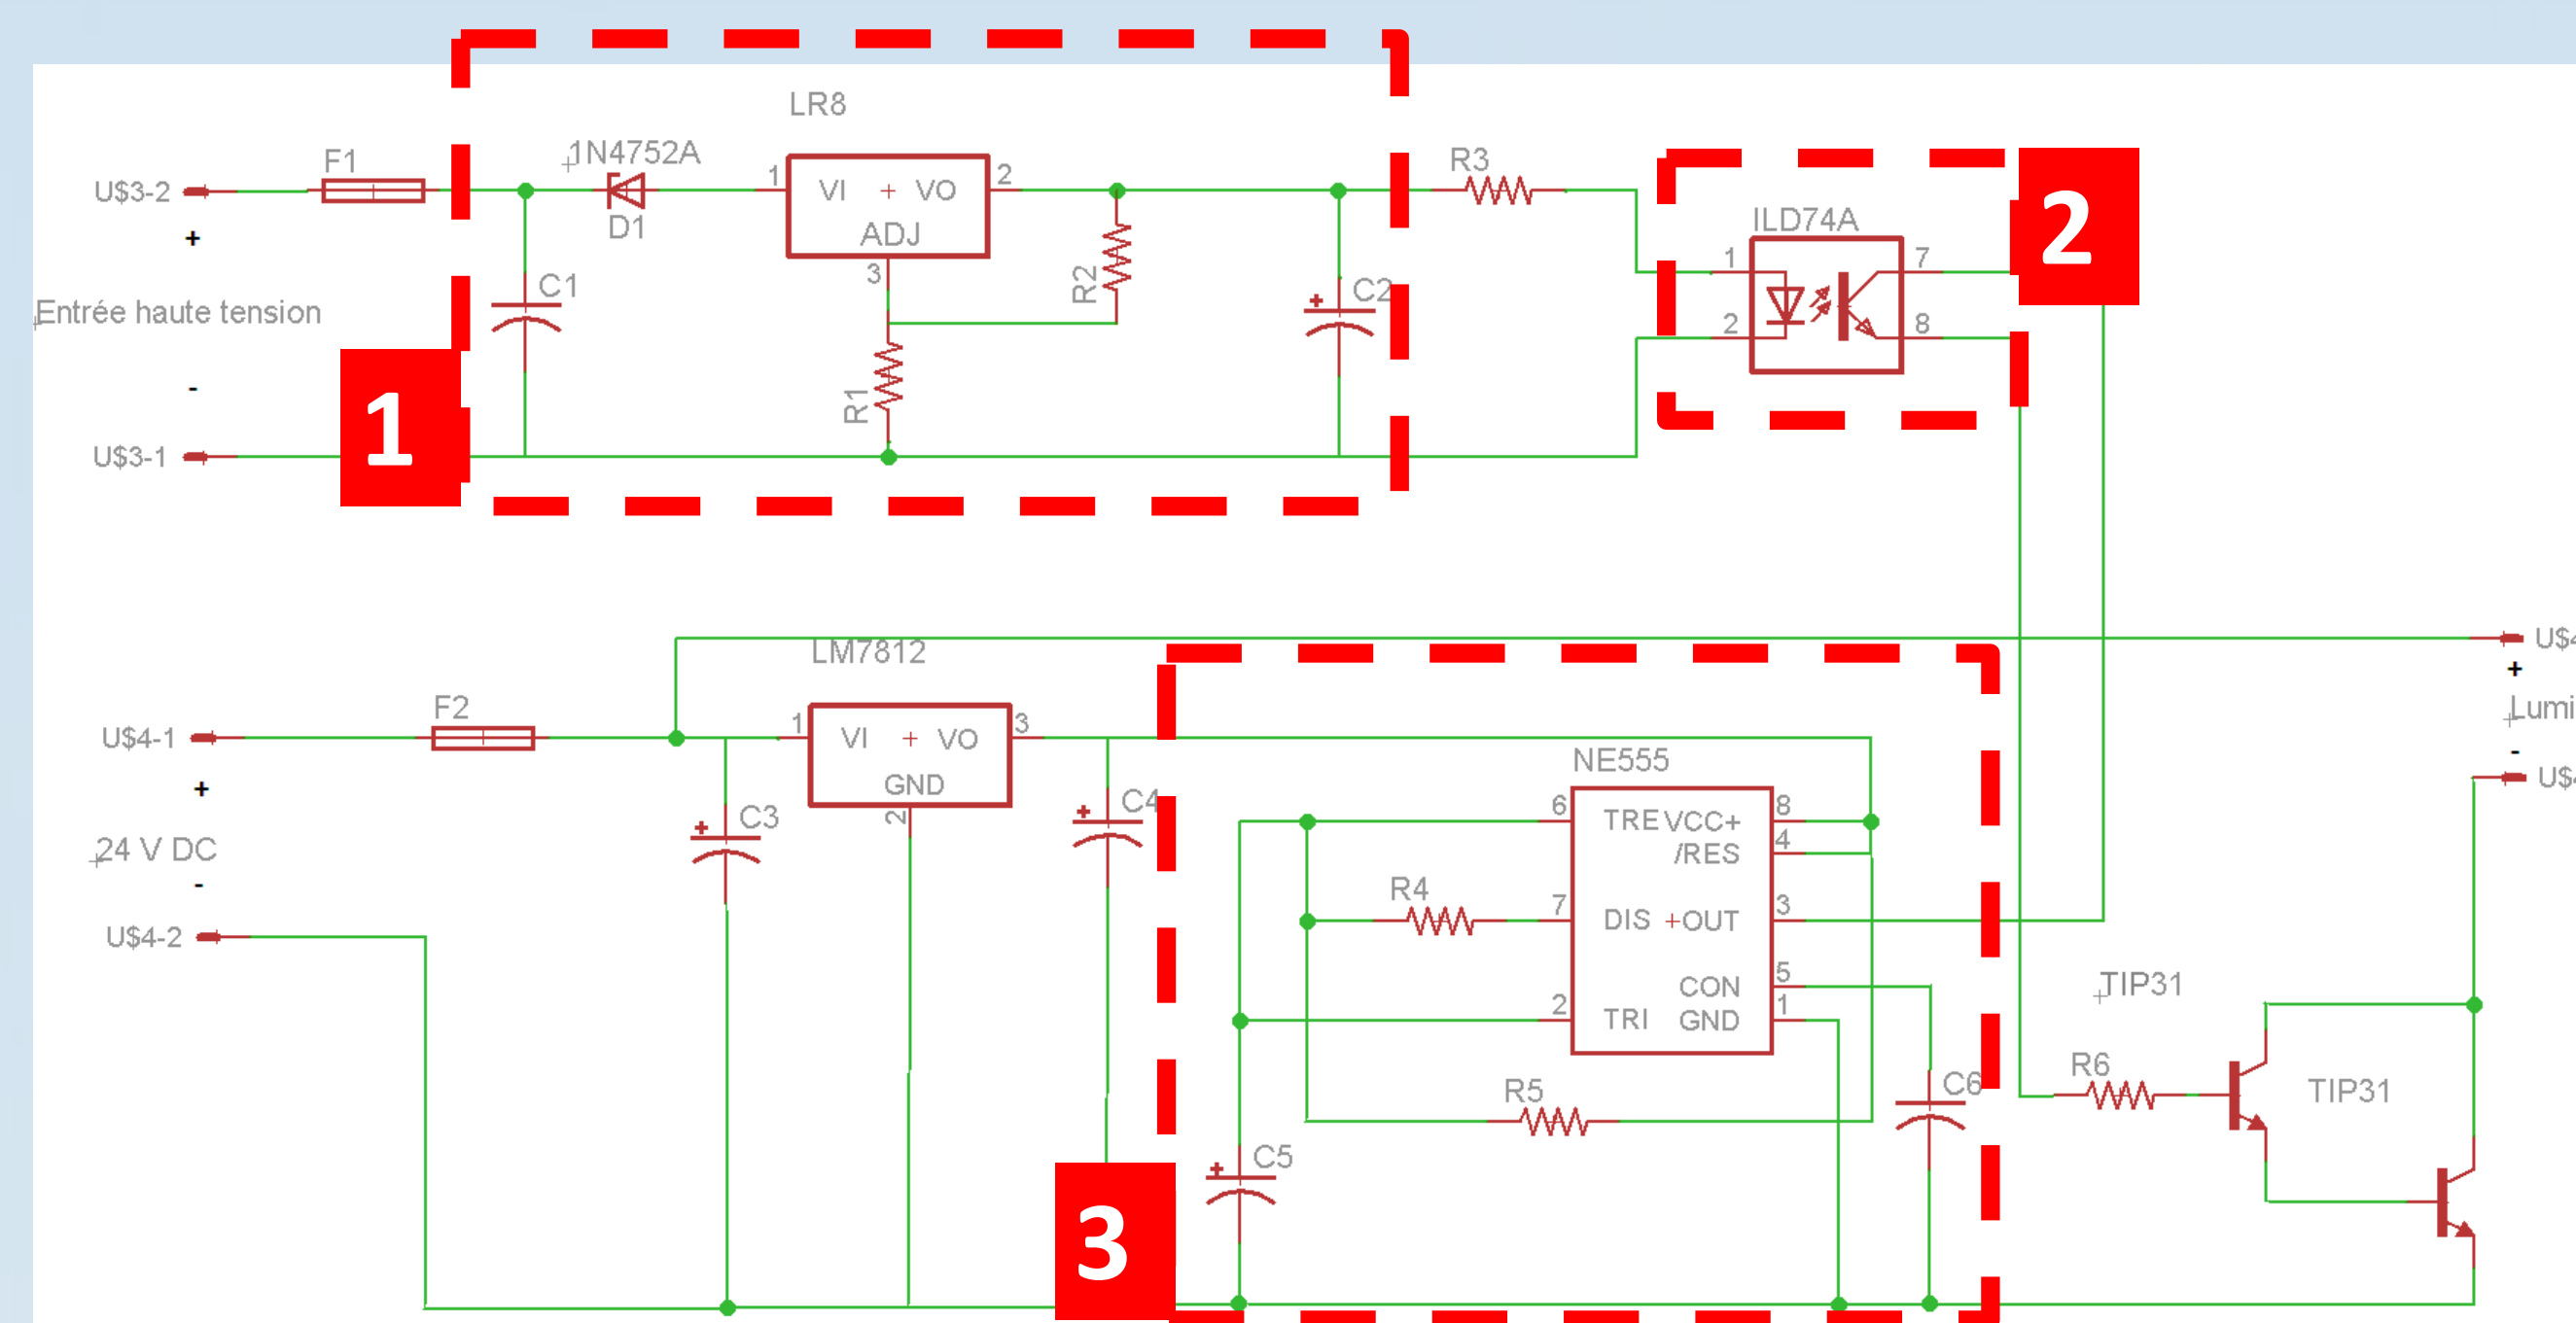 LR8
F1
1N4752A
R3
U$3-2
1
VI
VO
2
+
D1
ADJ
ILD74A
2
3
R2
1
7
C1
C2
Entrée haute tension
2
8
-
R1
1
U$3-1
LM7812
U$4
+
F2
Lumi
U$4-1
1
VI
VO
3
-
NE555
U$4
+
GND
C3
2
C4
6
TRE
VCC+
8
4
24 V DC
/RES
-
R4
7
DIS
OUT
3
U$4-2
CON
5
TIP31
2
TRI
GND
1
R6
TIP31
R5
C6
C5
3